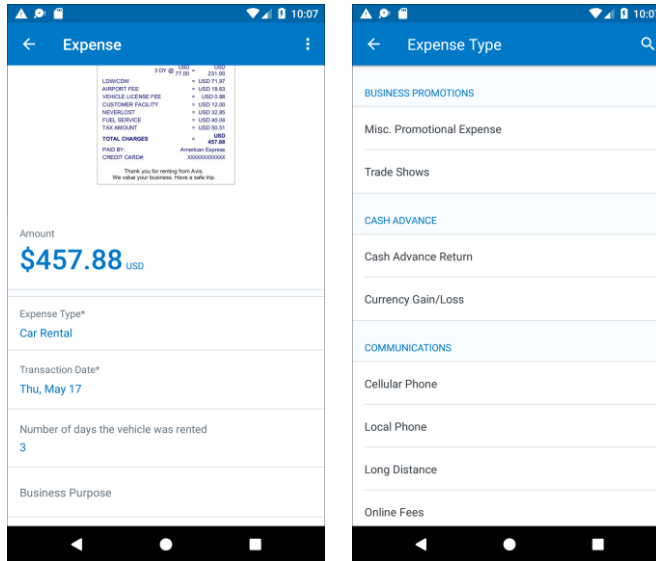 10:07
Expense
3 DY @ USD 77.00 = USD 231.00
LDW/CDW = USD 71.97
AIRPORT FEE = USD 18.63
VEHICLE LICENSE FEE = USD 0.88
CUSTOMER FACILITY = USD 12.00
NEVERLOST = USD 32.85
FUEL SERVICE = USD 40.04
TAX AMOUNT = USD 50.51
TOTAL CHARGES = USD 457.88
PAID BY: American Express
CREDIT CARD#: XXXXXXXXXXX
Thank you for renting from Avis.
We value your business. Have a safe trip.
Amount
$457.88 USD
Expense Type*
Car Rental
Transaction Date*
Thu, May 17
Number of days the vehicle was rented
3
Business Purpose
10:07
Expense Type
BUSINESS PROMOTIONS
Misc. Promotional Expense
Trade Shows
CASH ADVANCE
Cash Advance Return
Currency Gain/Loss
COMMUNICATIONS
Cellular Phone
Local Phone
Long Distance
Online Fees